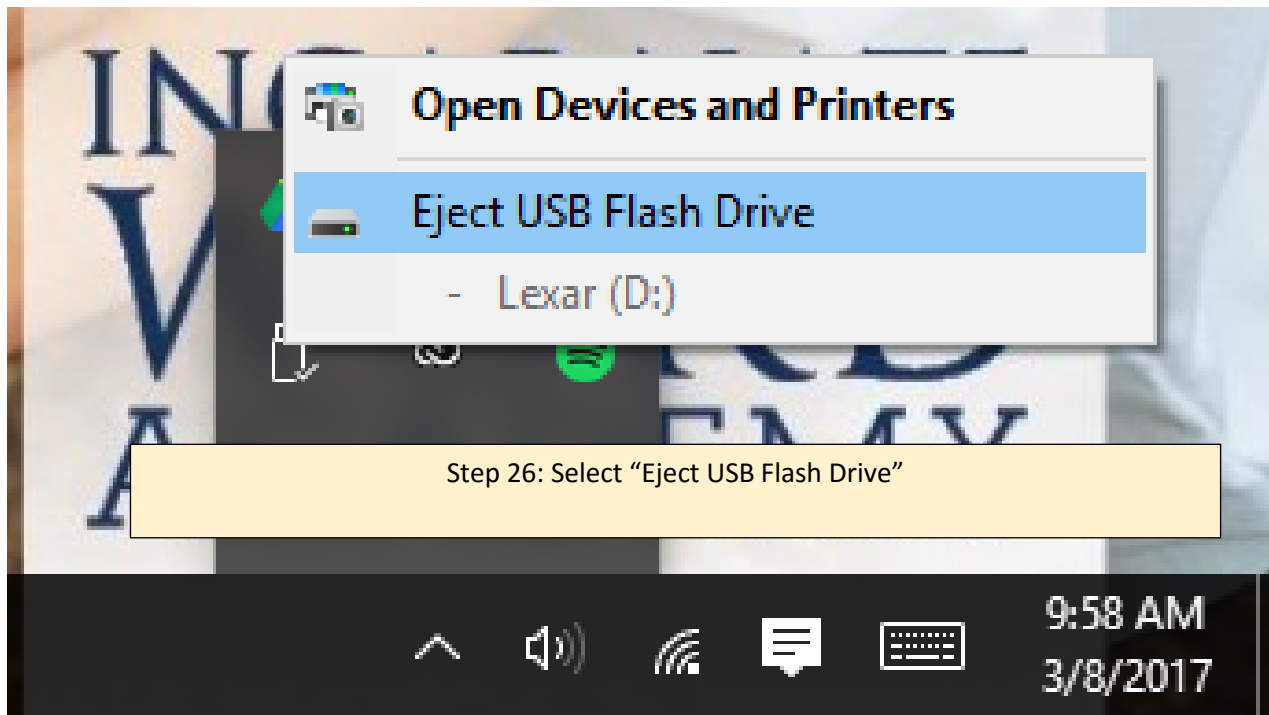 Open Devices and Printers
Eject USB Flash Drive
- Lexar (D:)
Step 26: Select “Eject USB Flash Drive”
9:58 AM
3/8/2017